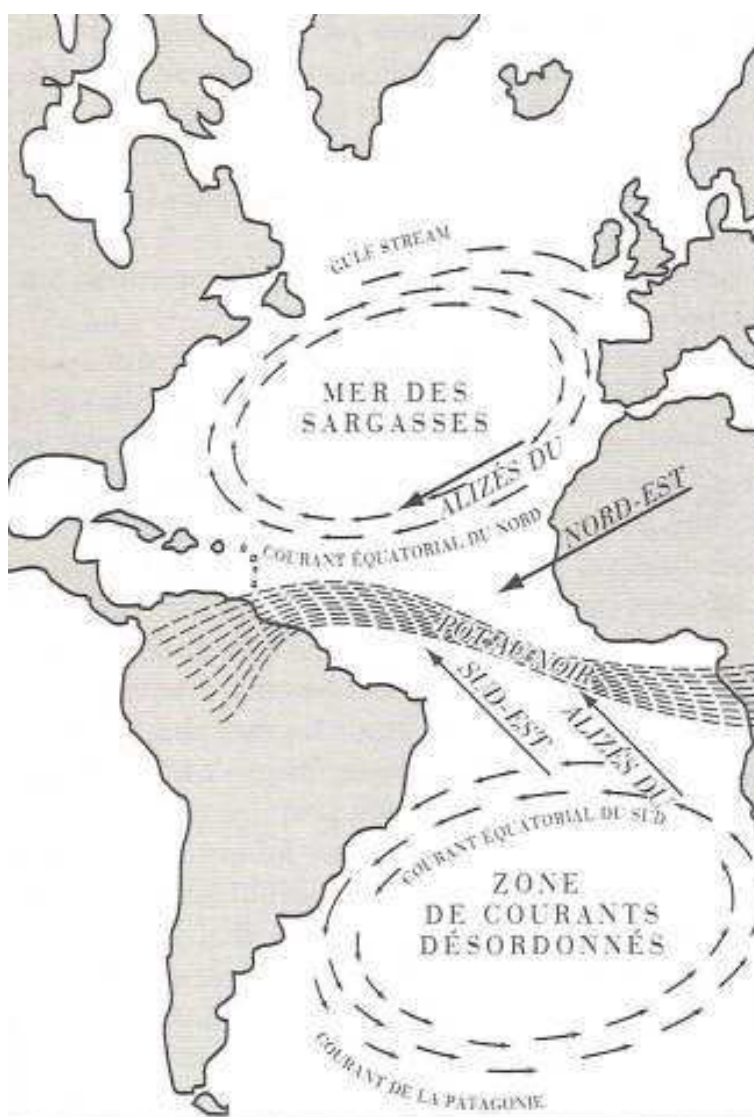 GULF STREAM
MER DES
SARGASSES
ALIZÉS DU
NORD-EST
COURANT ÉQUATORIAL DU NORD
POT-AU-NOIR
SUD-EST
ALIZÉS DU
COURANT ÉQUATORIAL DU SUD
ZONE
DE COURANTS
DÉSORDONNÉS
COURANT DE LA PATAGONIE